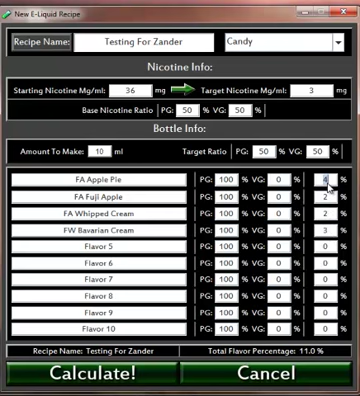 New E-Liquid Recipe
Recipe Name: Testing For Zander Candy
Nicotine Info:
Starting Nicotine Mg/ml: 36 mg Target Nicotine Mg/ml: 3 mg
Base Nicotine Ratio PG: 50 % VG: 50 %
Bottle Info:
Amount To Make: 10 ml Target Ratio PG: 50 % VG: 50 %
FA Apple Pie PG: 100 % VG: 0 % 4 %
FA Fuji Apple PG: 100 % VG: 0 % 2 %
FA Whipped Cream PG: 100 % VG: 0 % 2 %
FW Bavarian Cream PG: 100 % VG: 0 % 3 %
Flavor 5 PG: 100 % VG: 0 % 0 %
Flavor 6 PG: 100 % VG: 0 % 0 %
Flavor 7 PG: 100 % VG: 0 % 0 %
Flavor 8 PG: 100 % VG: 0 % 0 %
Flavor 9 PG: 100 % VG: 0 % 0 %
Flavor 10 PG: 100 % VG: 0 % 0 %
Recipe Name: Testing For Zander Total Flavor Percentage: 11.0 %
Calculate! Cancel